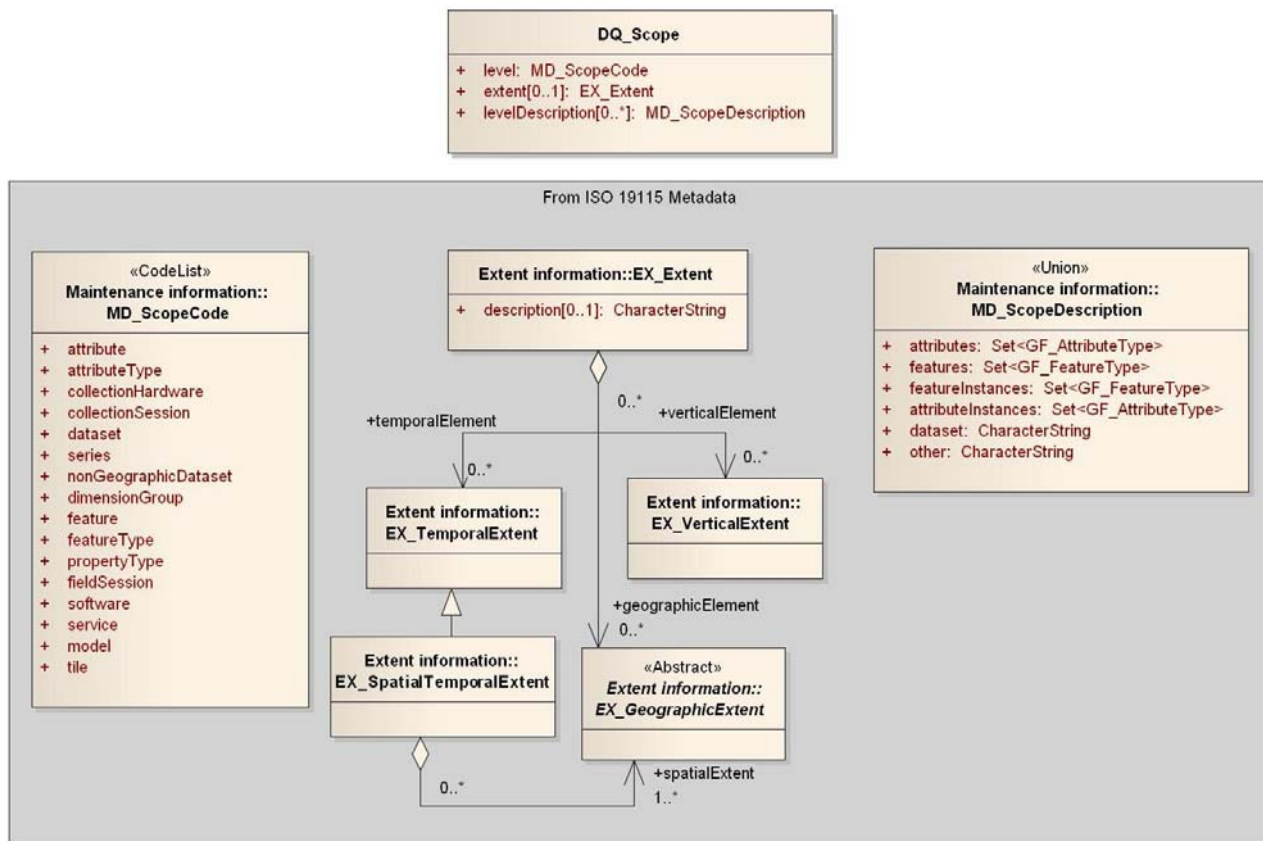 DQ_Scope
+ level: MD_ScopeCode
+ extent[0..1]: EX_Extent
+ levelDescription[0..*]: MD_ScopeDescription
From ISO 19115 Metadata
«CodeList»
Maintenance information::
MD_ScopeCode
+ attribute
+ attributeType
+ collectionHardware
+ collectionSession
+ dataset
+ series
+ nonGeographicDataset
+ dimensionGroup
+ feature
+ featureType
+ propertyType
+ fieldSession
+ software
+ service
+ model
+ tile
Extent information::EX_Extent
+ description[0..1]: CharacterString
«Union»
Maintenance information::
MD_ScopeDescription
+ attributes: Set<GF_AttributeType>
+ features: Set<GF_FeatureType>
+ featureInstances: Set<GF_FeatureType>
+ attributeInstances: Set<GF_AttributeType>
+ dataset: CharacterString
+ other: CharacterString
0..*
+temporalElement
+verticalElement
0..*
0..*
Extent information::
EX_TemporalExtent
Extent information::
EX_VerticalExtent
+geographicElement
0..*
Extent information::
EX_SpatialTemporalExtent
«Abstract»
Extent information::
EX_GeographicExtent
0..*
+spatialExtent
1..*